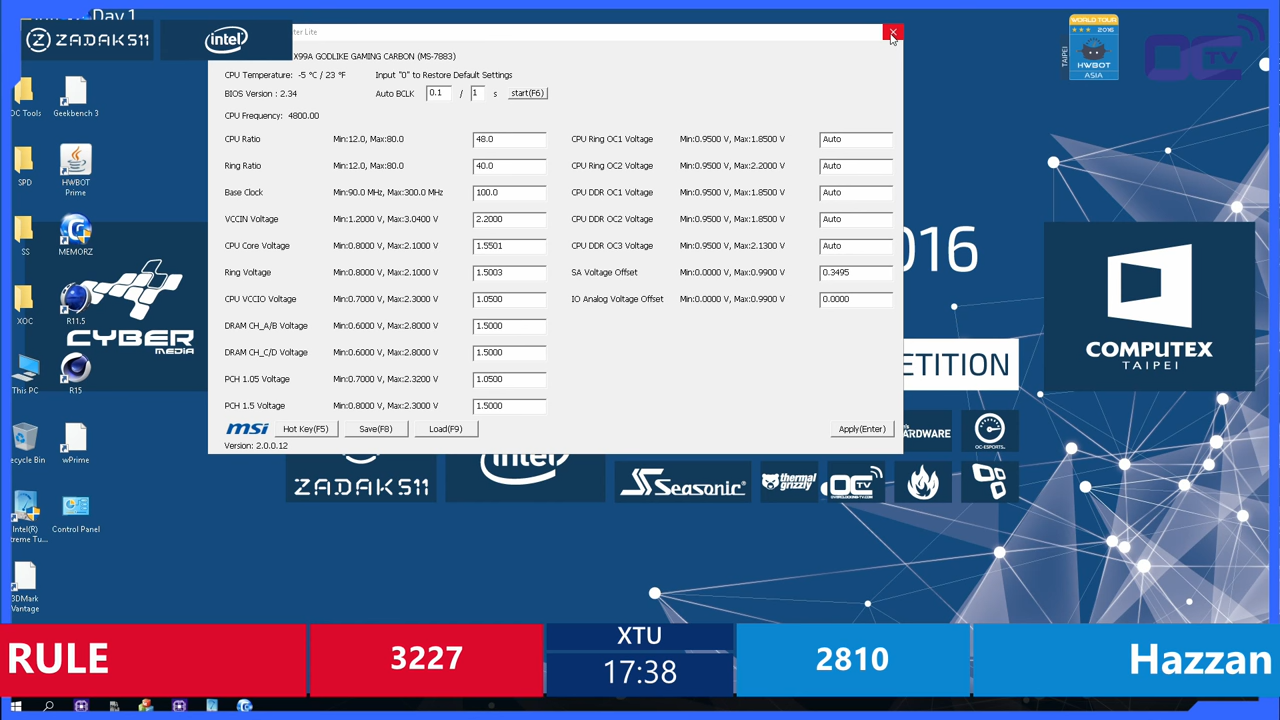 Day 1
ZADAK511
intel
ter Lite
X99A GODLIKE GAMING CARBON (MS-7883)
CPU Temperature: -5 °C / 23 °F Input "0" to Restore Default Settings
BIOS Version : 2.34 Auto BCLK 0.1 / 1 s start(F6)
CPU Frequency: 4800.00
CPU Ratio Min:12.0, Max:80.0 48.0 CPU Ring OC1 Voltage Min:0.9500 V, Max:1.8500 V Auto
Ring Ratio Min:12.0, Max:80.0 40.0 CPU Ring OC2 Voltage Min:0.9500 V, Max:2.2000 V Auto
Base Clock Min:90.0 MHz, Max:300.0 MHz 100.0 CPU DDR OC1 Voltage Min:0.9500 V, Max:1.8500 V Auto
VCCIN Voltage Min:1.2000 V, Max:3.0400 V 2.2000 CPU DDR OC2 Voltage Min:0.9500 V, Max:1.8500 V Auto
CPU Core Voltage Min:0.8000 V, Max:2.1000 V 1.5501 CPU DDR OC3 Voltage Min:0.9500 V, Max:2.1300 V Auto
Ring Voltage Min:0.8000 V, Max:2.1000 V 1.5003 SA Voltage Offset Min:0.0000 V, Max:0.9900 V 0.3495
CPU VCCIO Voltage Min:0.7000 V, Max:2.3000 V 1.0500 IO Analog Voltage Offset Min:0.0000 V, Max:0.9900 V 0.0000
DRAM CH_A/B Voltage Min:0.6000 V, Max:2.8000 V 1.5000
DRAM CH_C/D Voltage Min:0.6000 V, Max:2.8000 V 1.5000
PCH 1.05 Voltage Min:0.7000 V, Max:2.3200 V 1.0500
PCH 1.5 Voltage Min:0.8000 V, Max:2.3000 V 1.5000
msi Hot Key(F5) Save(F8) Load(F9) Apply(Enter)
Version: 2.0.0.12
OC Tools
Geekbench 3
SPD
HWBOT
Prime
SS
MEMORZ
XOC
R11.5
This PC
R15
ecycle Bin
wPrime
Intel(R)
xtreme Tu...
Control Panel
3DMark
Vantage
CYBER
MEDIA
WORLD TOUR
2016
TAIPEI
HWBOT
ASIA
OC
TV
016
ETITION
COMPUTEX
TAIPEI
ARDWARE
OC-ESPORTS
ZADAK511
intel
Seasonic
thermal
grizzly
OC TV
RULE
3227
XTU
17:38
2810
Hazzan